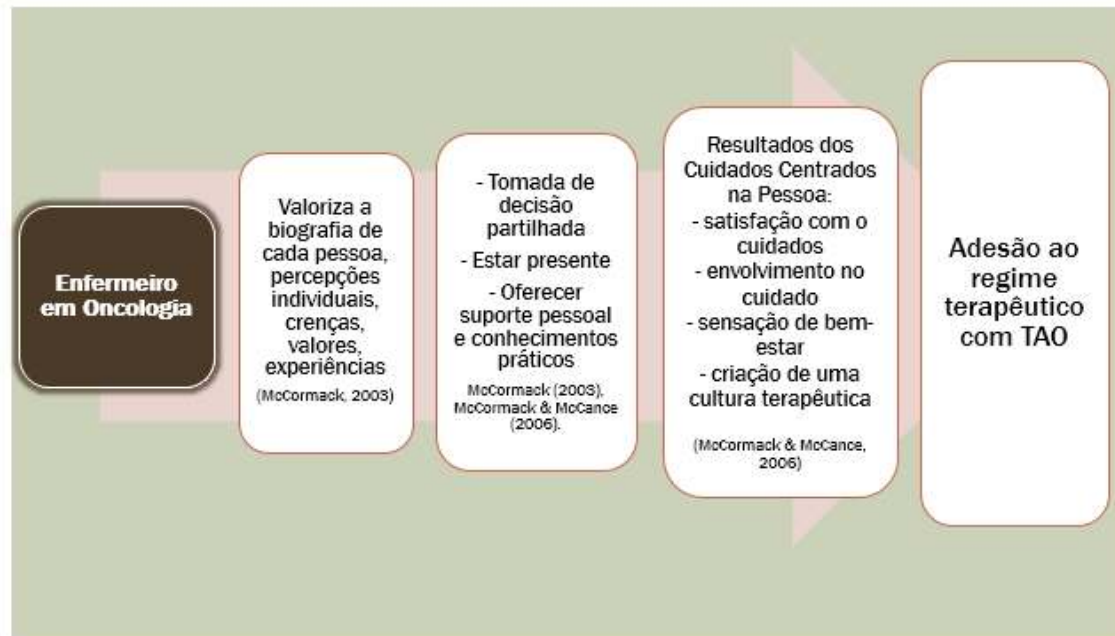 Enfermeiro
em Oncologia
Valoriza a
biografia de
cada pessoa,
percepções
individuais,
crenças,
valores,
experiências
(McCormack, 2003)
- Tomada de
decisão
partilhada
- Estar presente
- Oferecer
suporte pessoal
e conhecimentos
práticos
McCormack (2003),
McCormack & McCance
(2006).
Resultados dos
Cuidados Centrados
na Pessoa:
- satisfação com o
cuidados
- envolvimento no
cuidado
- sensação de bem-
estar
- criação de uma
cultura terapêutica
(McCormack & McCance,
2006)
Adesão ao
regime
terapêutico
com TAO